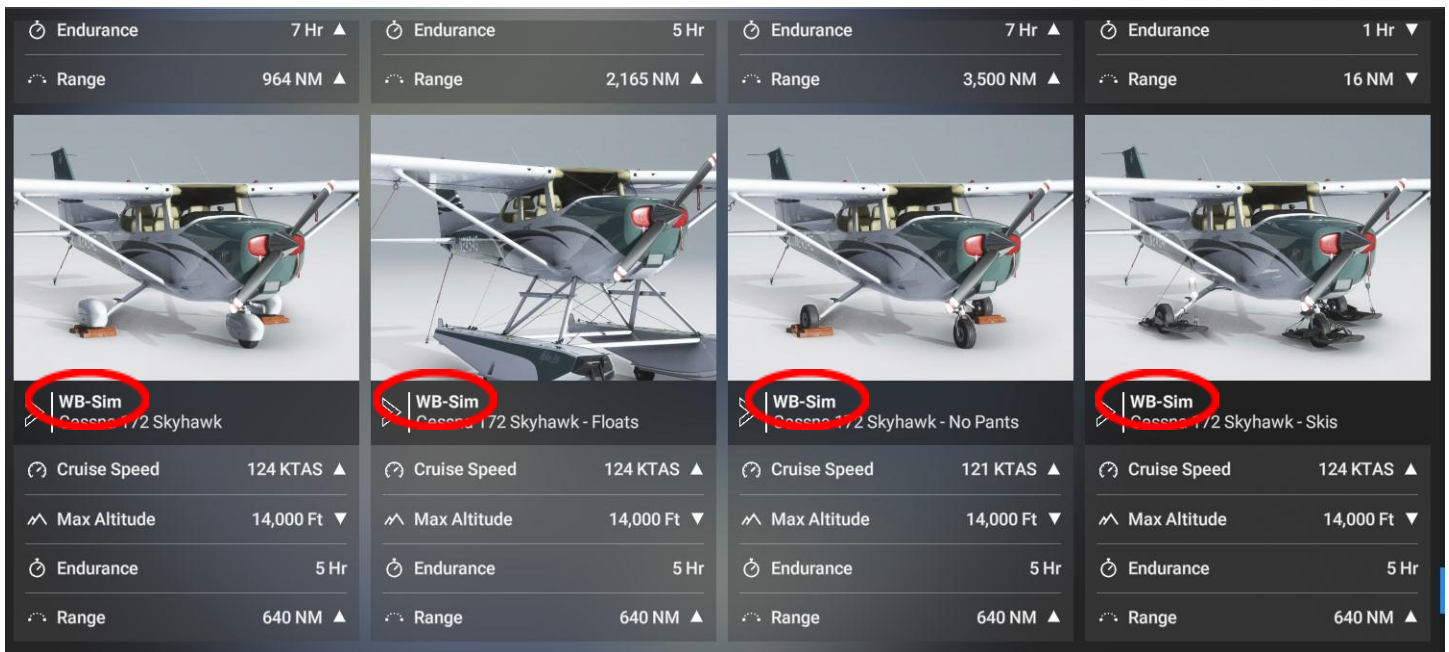 Endurance 7 Hr ▲
Range 964 NM ▲
Endurance 5 Hr
Range 2,165 NM ▲
Endurance 7 Hr ▲
Range 3,500 NM ▲
Endurance 1 Hr ▼
Range 16 NM ▼
WB-Sim
Cessna 172 Skyhawk
Cruise Speed 124 KTAS ▲
Max Altitude 14,000 Ft ▼
Endurance 5 Hr
Range 640 NM ▲
WB-Sim
Cessna 172 Skyhawk - Floats
Cruise Speed 124 KTAS ▲
Max Altitude 14,000 Ft ▼
Endurance 5 Hr
Range 640 NM ▲
WB-Sim
Cessna 172 Skyhawk - No Pants
Cruise Speed 121 KTAS ▲
Max Altitude 14,000 Ft ▼
Endurance 5 Hr
Range 640 NM ▲
WB-Sim
Cessna 172 Skyhawk - Skis
Cruise Speed 124 KTAS ▲
Max Altitude 14,000 Ft ▼
Endurance 5 Hr
Range 640 NM ▲